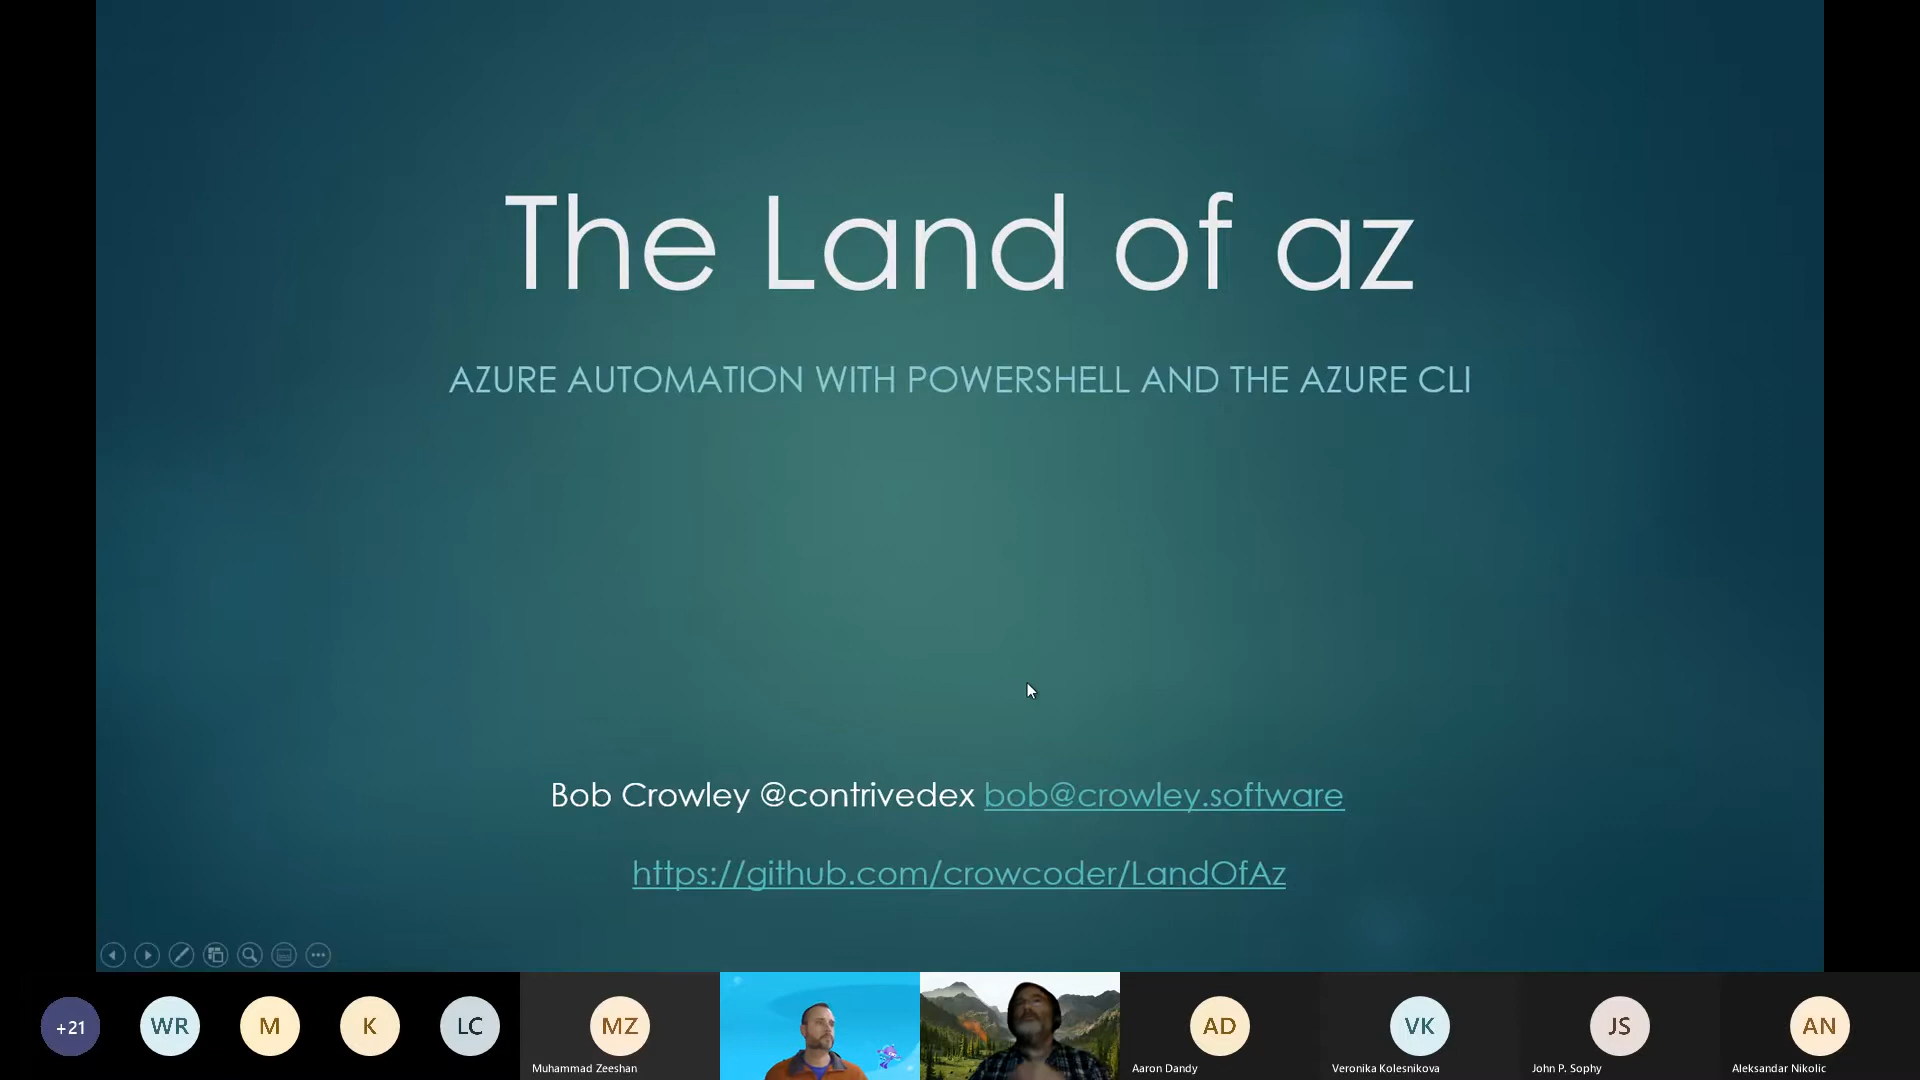 The Land of az
AZURE AUTOMATION WITH POWERSHELL AND THE AZURE CLI
Bob Crowley @contrivedex bob@crowley.software
https://github.com/crowcoder/LandOfAz
+21
WR
M
K
LC
MZ
Muhammad Zeeshan
AD
Aaron Dandy
VK
Veronika Kolesnikova
JS
John P. Sophy
AN
Aleksandar Nikolic